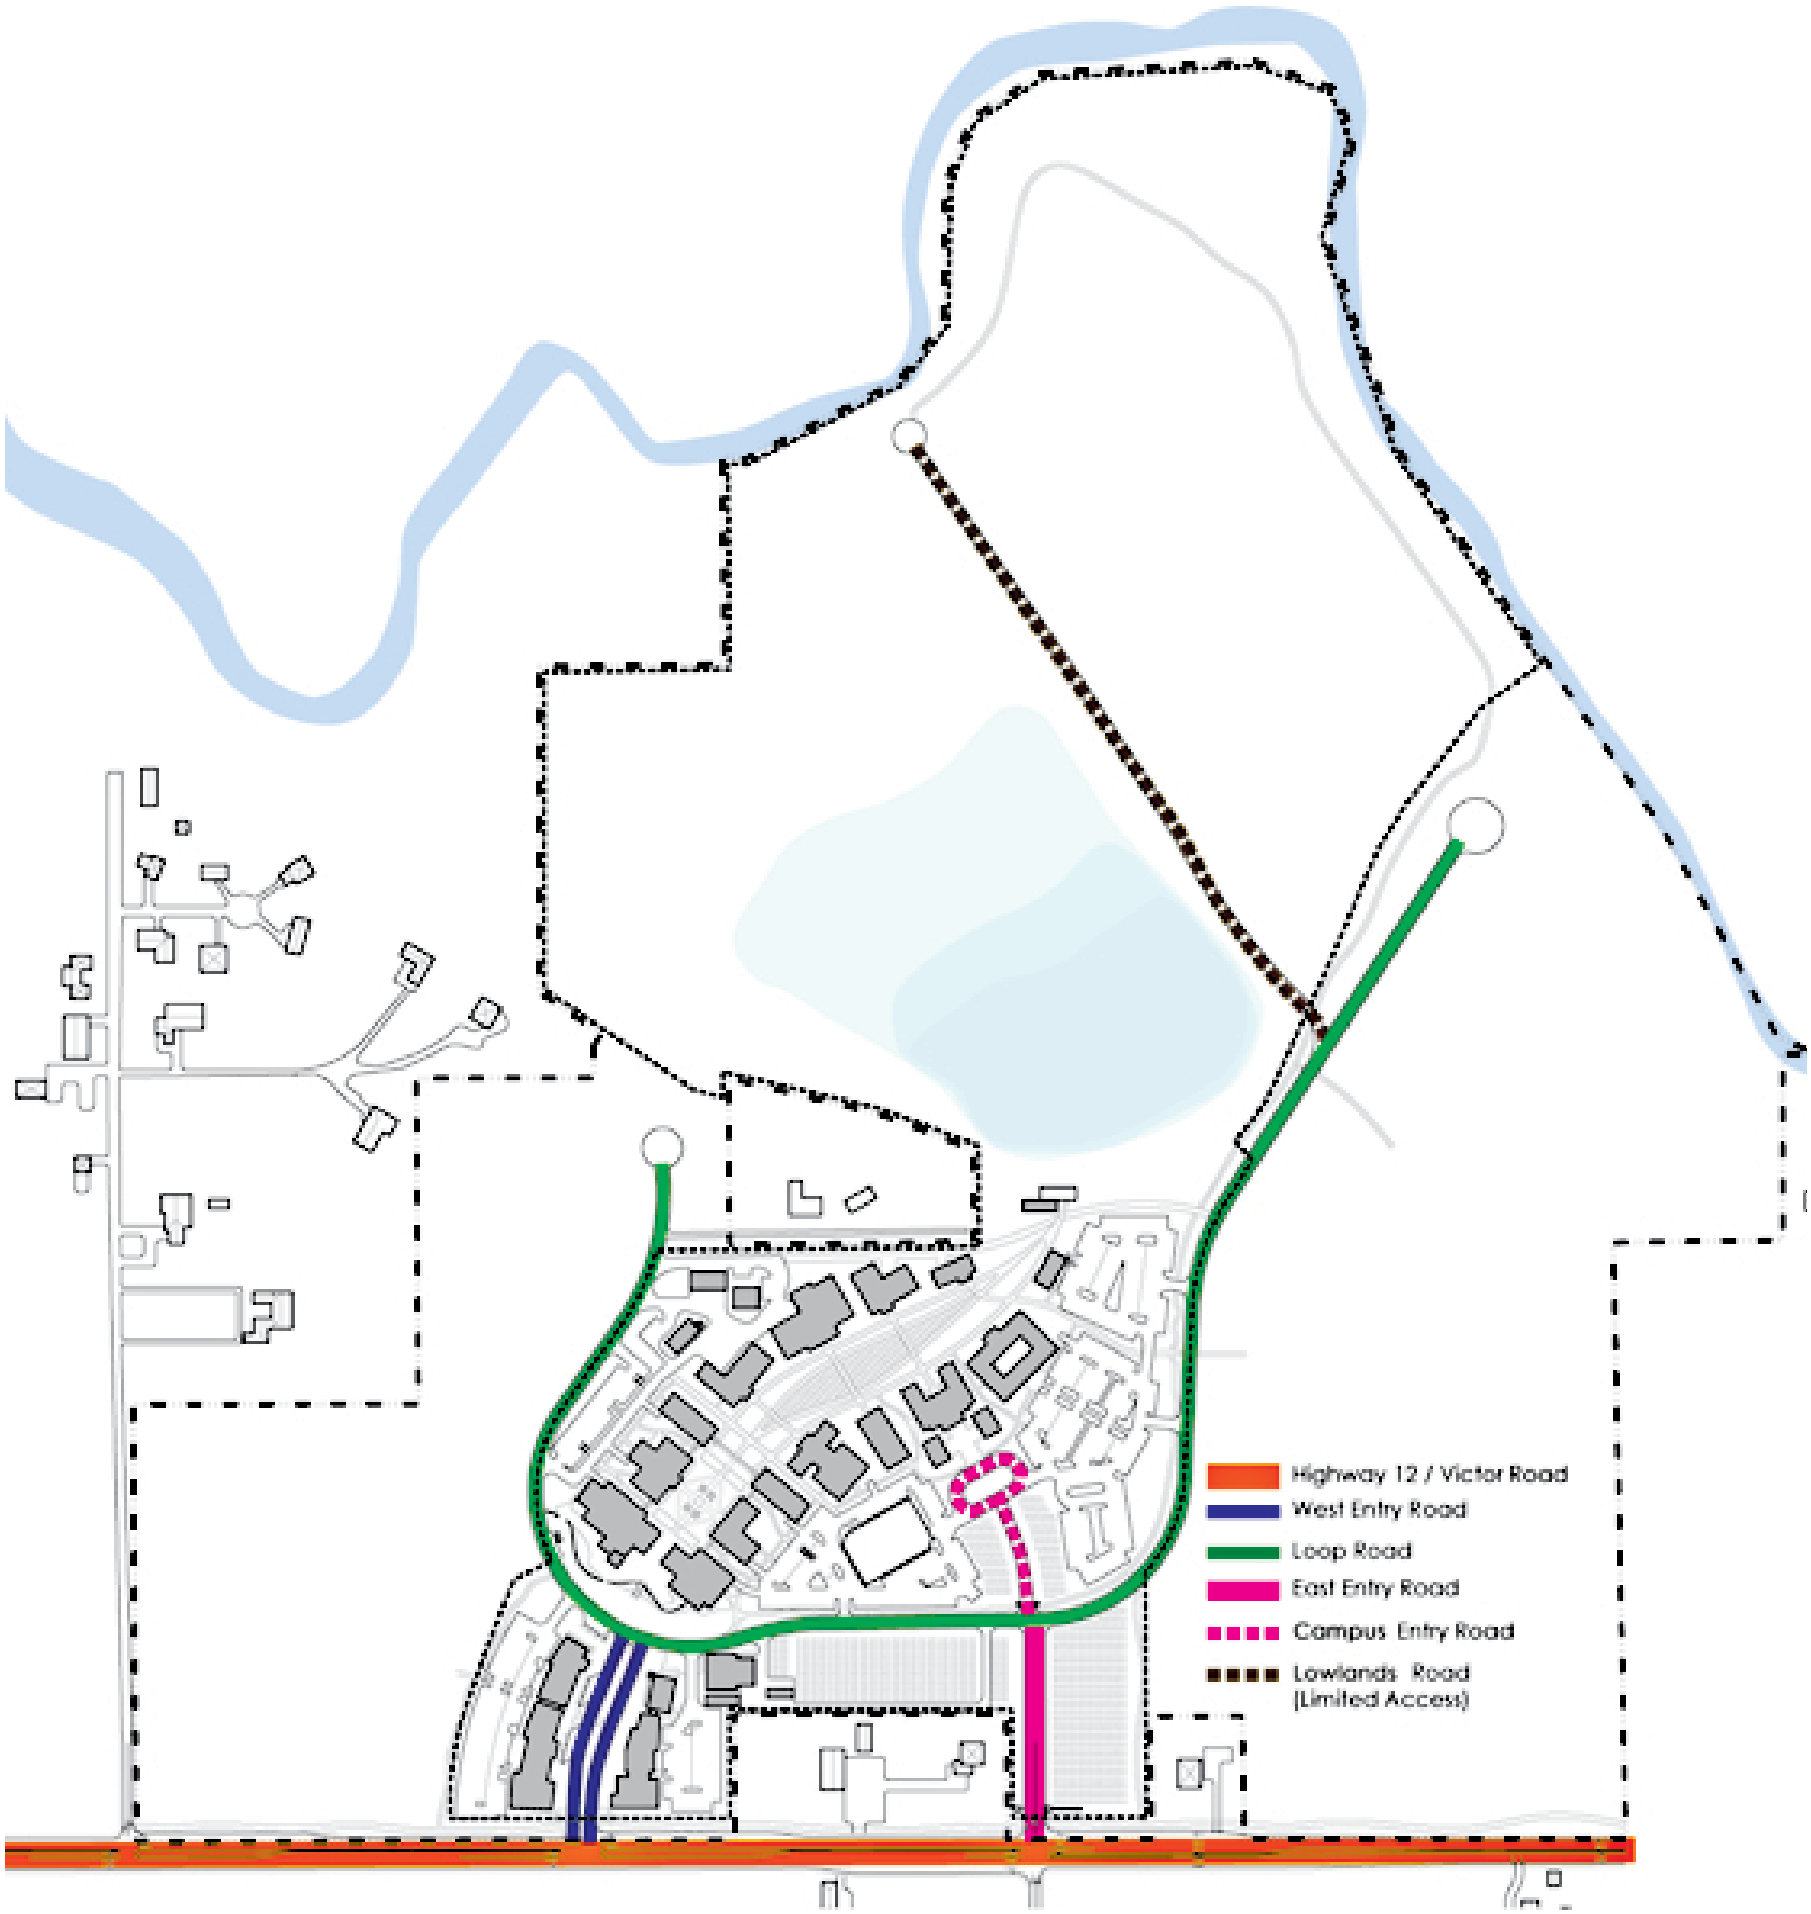 Highway 12 / Victor Road
West Entry Road
Loop Road
East Entry Road
Campus Entry Road
Lowlands Road
(Limited Access)